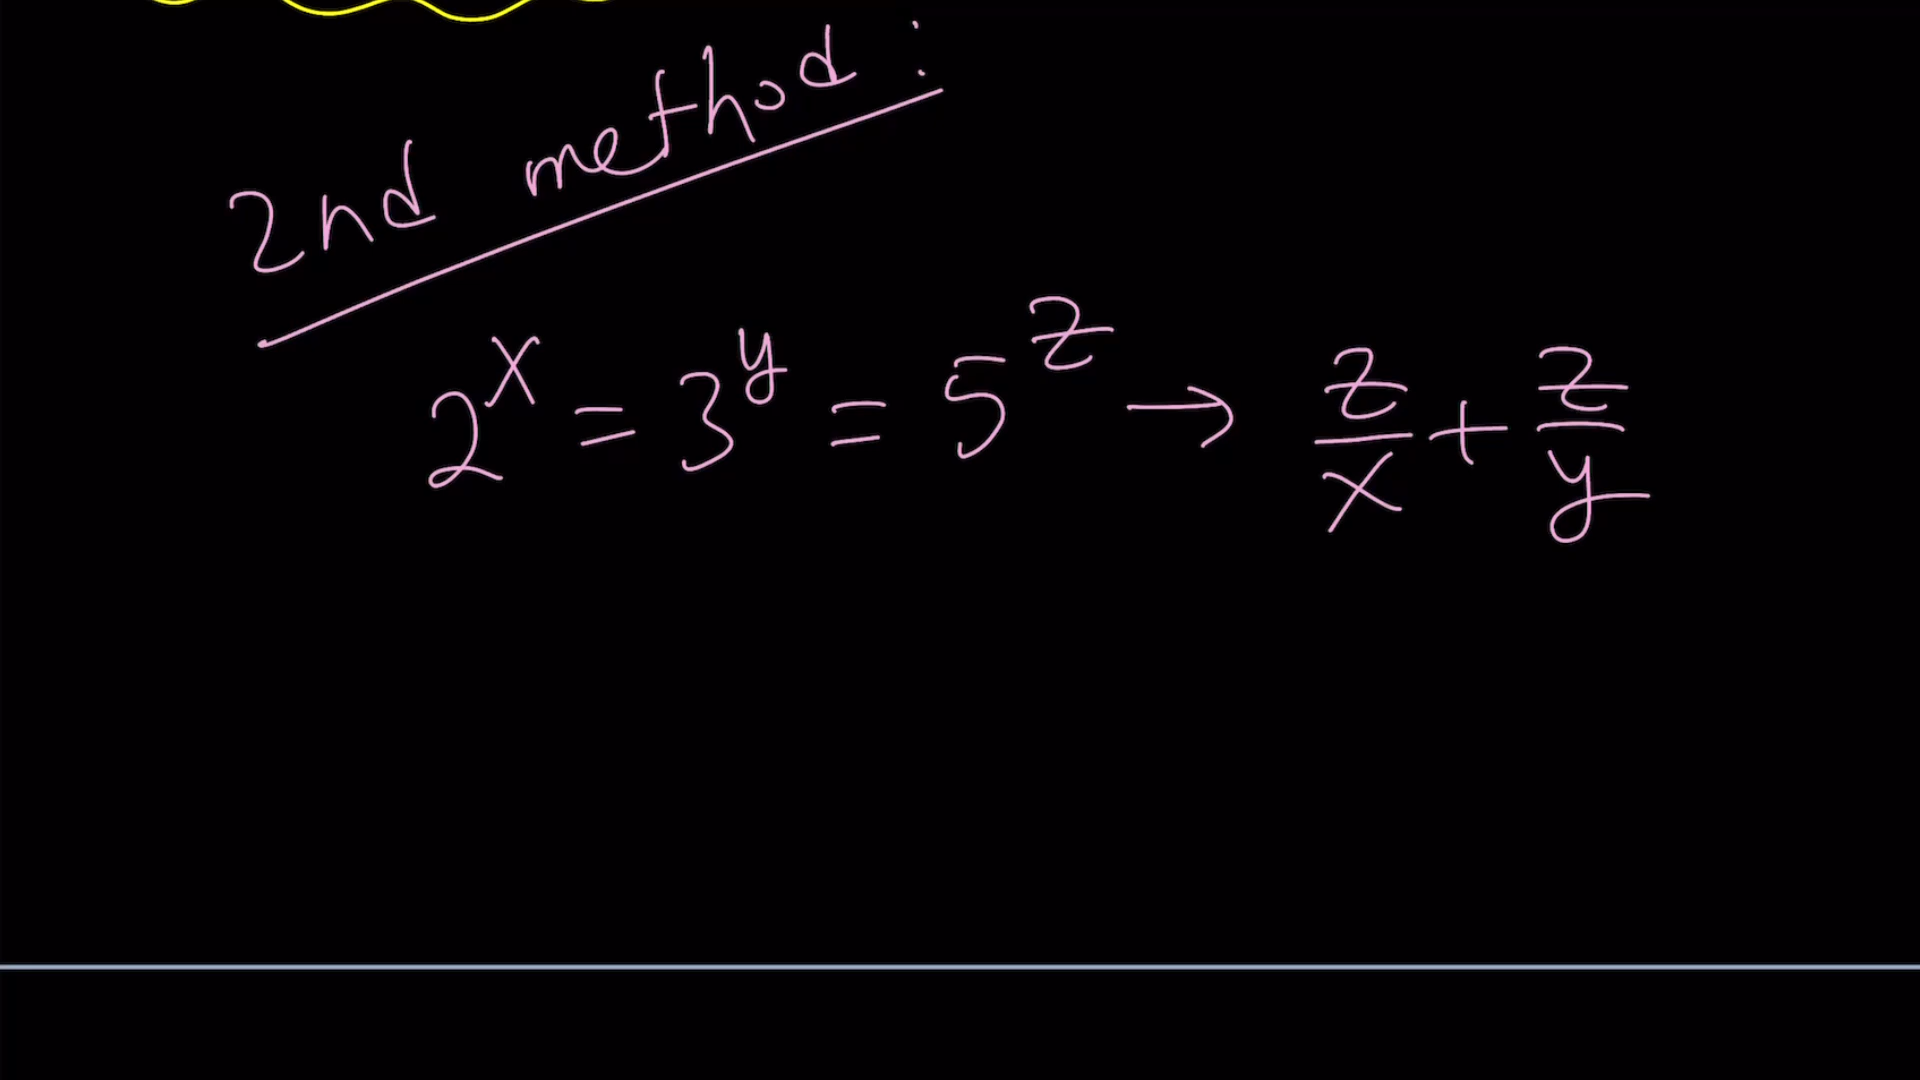 2nd method:
2^x = 3^y = 5^z → z/x + z/y